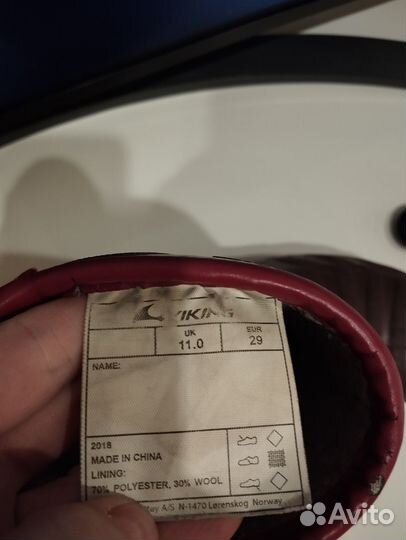 VIKING
UK EUR
11.0 29
NAME:
2018
MADE IN CHINA
LINING:
70% POLYESTER, 30% WOOL
A/S N-1470 Lørenskog Norway
Avito